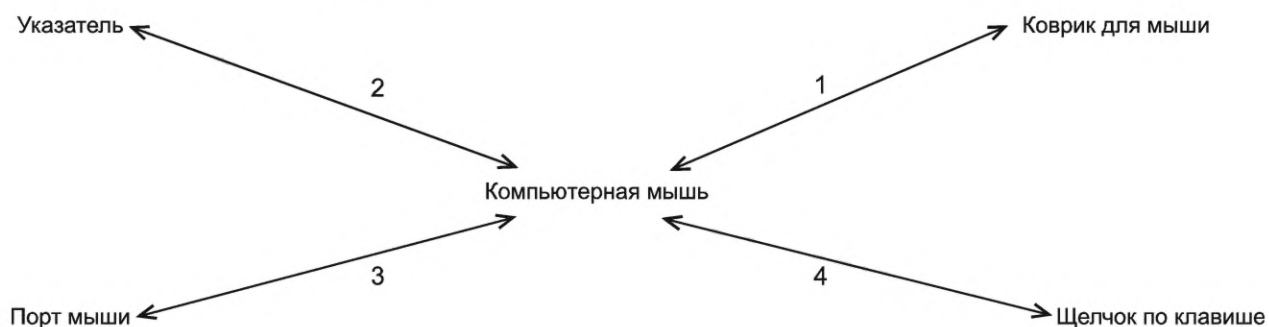 Указатель
Коврик для мыши
2
1
Компьютерная мышь
3
4
Порт мыши
Щелчок по клавише